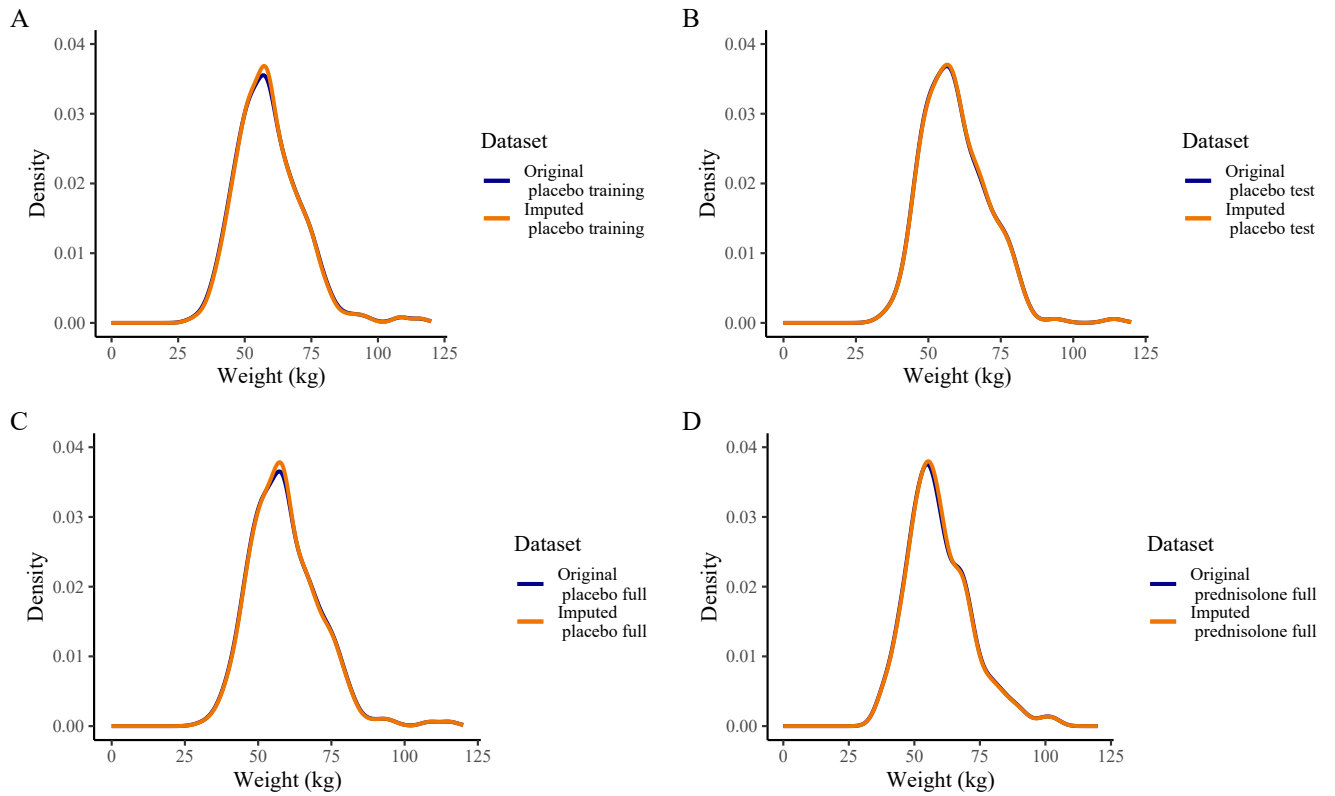 A
0.04
0.03
0.02
0.01
0.00
Density
0 25 50 75 100 125
Weight (kg)
Dataset
Original
placebo training
Imputed
placebo training
B
0.04
0.03
0.02
0.01
0.00
Density
0 25 50 75 100 125
Weight (kg)
Dataset
Original
placebo test
Imputed
placebo test
C
0.04
0.03
0.02
0.01
0.00
Density
0 25 50 75 100 125
Weight (kg)
Dataset
Original
placebo full
Imputed
placebo full
D
0.04
0.03
0.02
0.01
0.00
Density
0 25 50 75 100 125
Weight (kg)
Dataset
Original
prednisolone full
Imputed
prednisolone full